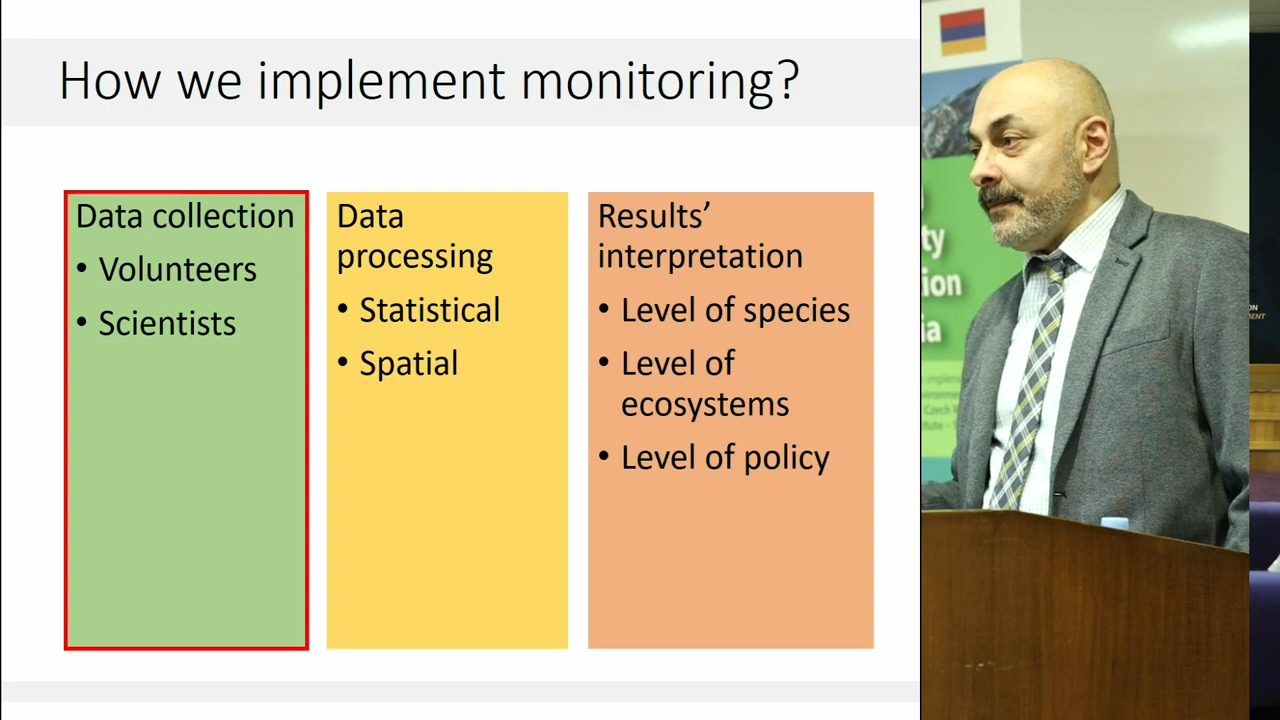 How we implement monitoring?
Data collection
• Volunteers
• Scientists
Data
processing
• Statistical
• Spatial
Results’
interpretation
• Level of species
• Level of
ecosystems
• Level of policy